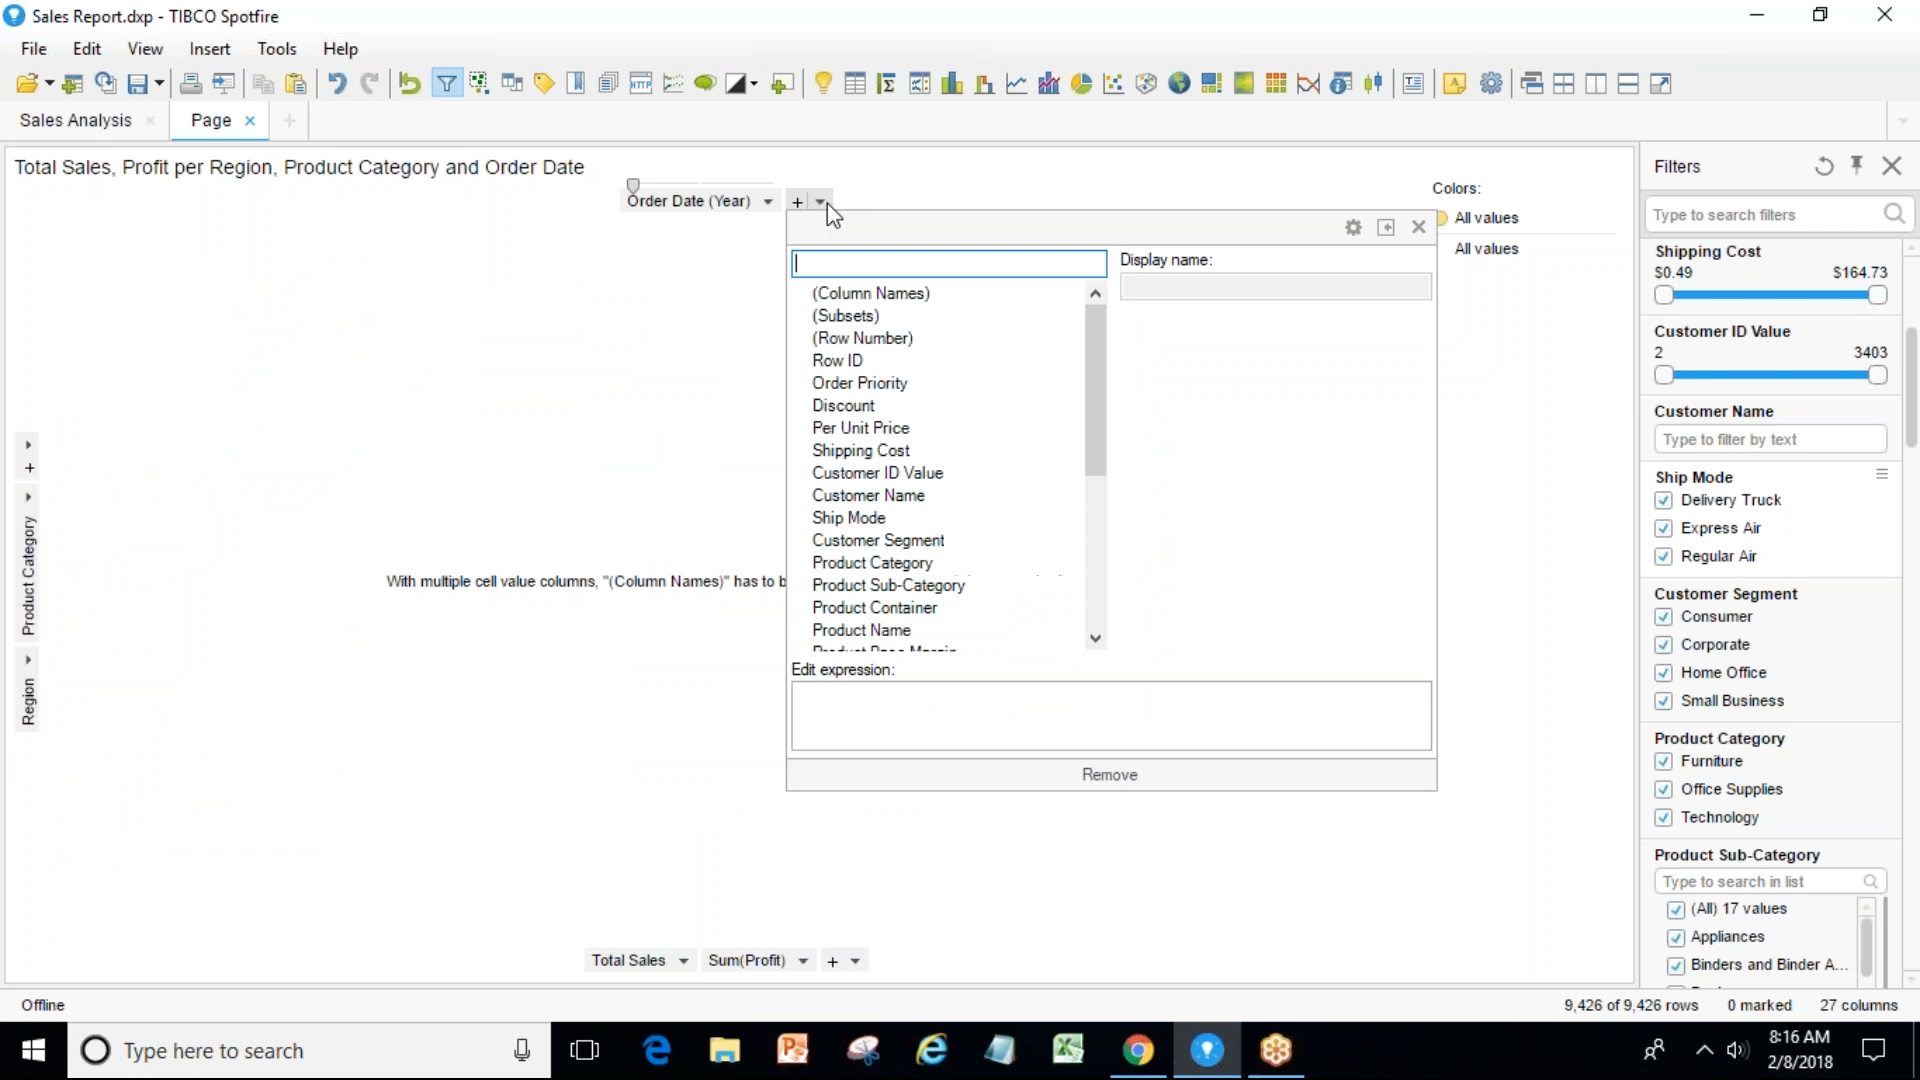 Sales Report.dxp - TIBCO Spotfire
File Edit View Insert Tools Help
HTTP
Sales Analysis Page
Total Sales, Profit per Region, Product Category and Order Date
Order Date (Year) +
Colors:
All values
All values
Display name:
(Column Names)
(Subsets)
(Row Number)
Row ID
Order Priority
Discount
Per Unit Price
Shipping Cost
Customer ID Value
Customer Name
Ship Mode
Customer Segment
Product Category
Product Sub-Category
Product Container
Product Name
Edit expression:
Remove
With multiple cell value columns, "(Column Names)" has to b
+
Product Category
Region
Total Sales Sum(Profit) +
Filters
Type to search filters
Shipping Cost
$0.49 $164.73
Customer ID Value
2 3403
Customer Name
Type to filter by text
Ship Mode
Delivery Truck
Express Air
Regular Air
Customer Segment
Consumer
Corporate
Home Office
Small Business
Product Category
Furniture
Office Supplies
Technology
Product Sub-Category
Type to search in list
(All) 17 values
Appliances
Binders and Binder A...
Offline
9,426 of 9,426 rows 0 marked 27 columns
Type here to search
8:16 AM
2/8/2018